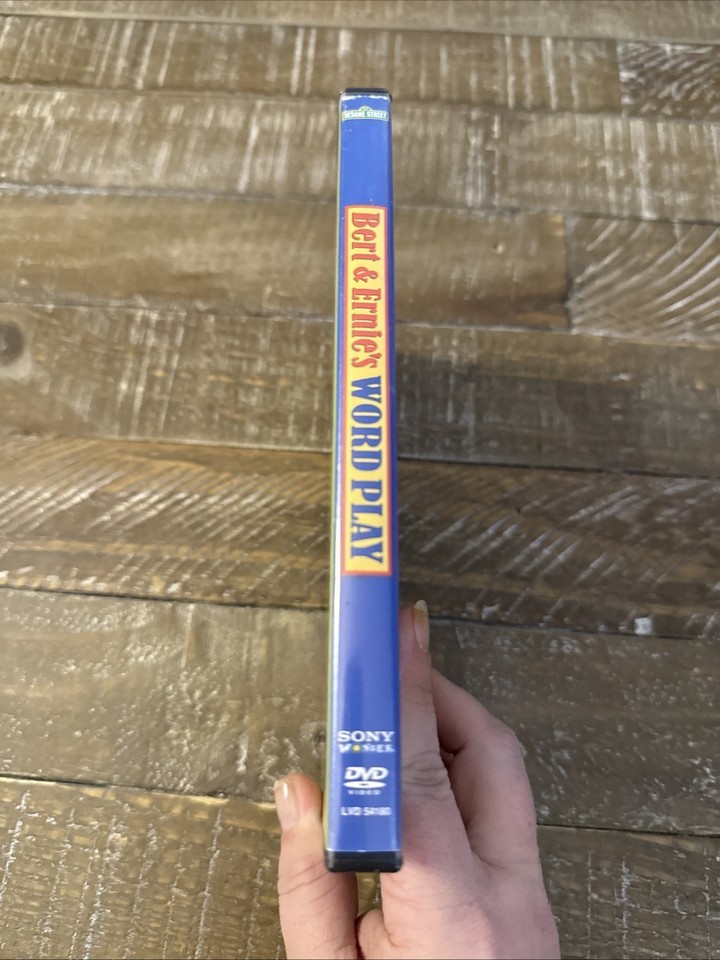 SESAME STREET
Bert & Ernie's WORD PLAY
SONY
WONDER
DVD
VIDEO
LVD 54180